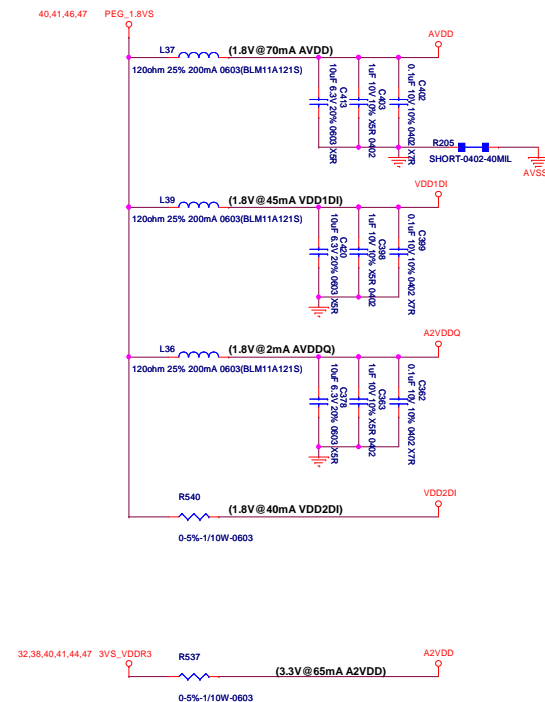 40,41,46,47 PEG_1.8VS
L37
(1.8V@70mA AVDD)
AVDD
120ohm 25% 200mA 0603(BLM11A121S)
C413
10uF 6.3V 20% 0603 X5R
C403
1uF 10V 10% X5R 0402
C402
0.1uF 10V 10% 0402 X7R
R205
SHORT-0402-40MIL
AVSS
L39
(1.8V@45mA VDD1DI)
VDD1DI
120ohm 25% 200mA 0603(BLM11A121S)
C420
10uF 6.3V 20% 0603 X5R
C398
1uF 10V 10% X5R 0402
C399
0.1uF 10V 10% 0402 X7R
L36
(1.8V@2mA AVDDQ)
A2VDDQ
120ohm 25% 200mA 0603(BLM11A121S)
C378
10uF 6.3V 20% 0603 X5R
C363
1uF 10V 10% X5R 0402
C362
0.1uF 10V 10% 0402 X7R
R540
(1.8V@40mA VDD2DI)
VDD2DI
0-5%-1/10W-0603
32,38,40,41,44,47 3VS_VDDR3
R537
(3.3V@65mA A2VDD)
A2VDD
0-5%-1/10W-0603